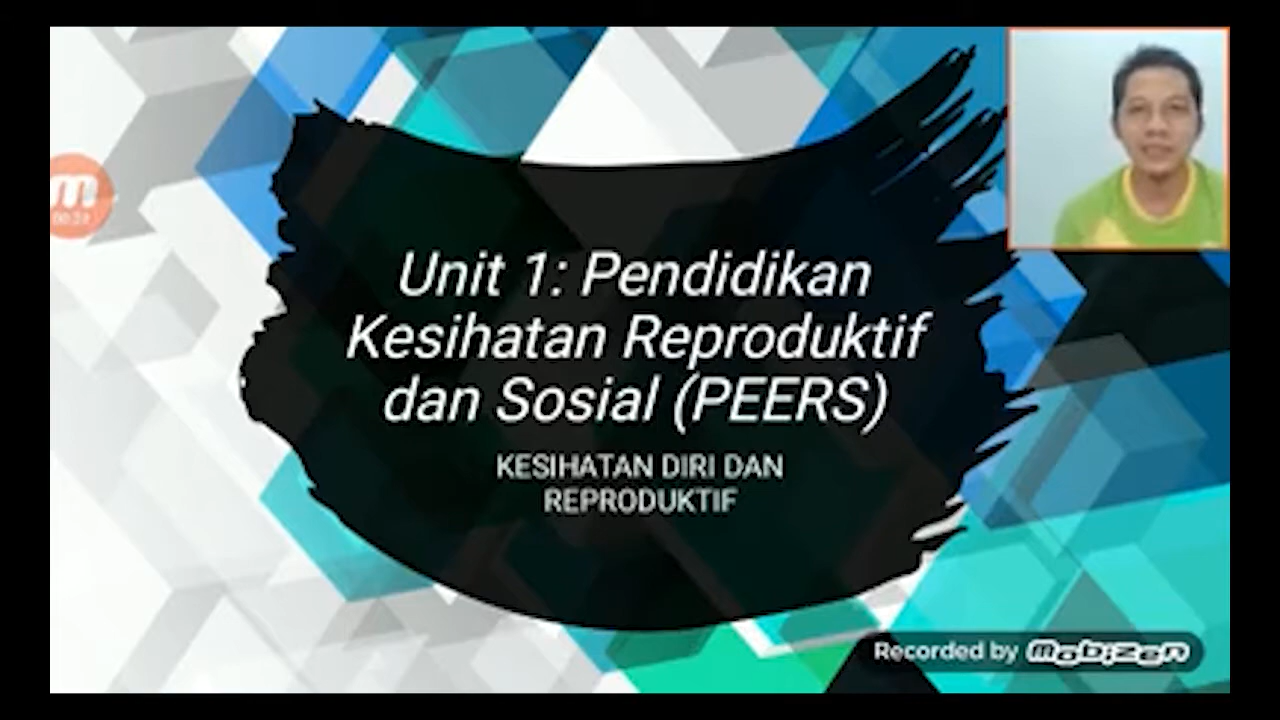 Unit 1: Pendidikan
Kesihatan Reproduktif
dan Sosial (PEERS)
KESIHATAN DIRI DAN
REPRODUKTIF
Recorded by Mobizen